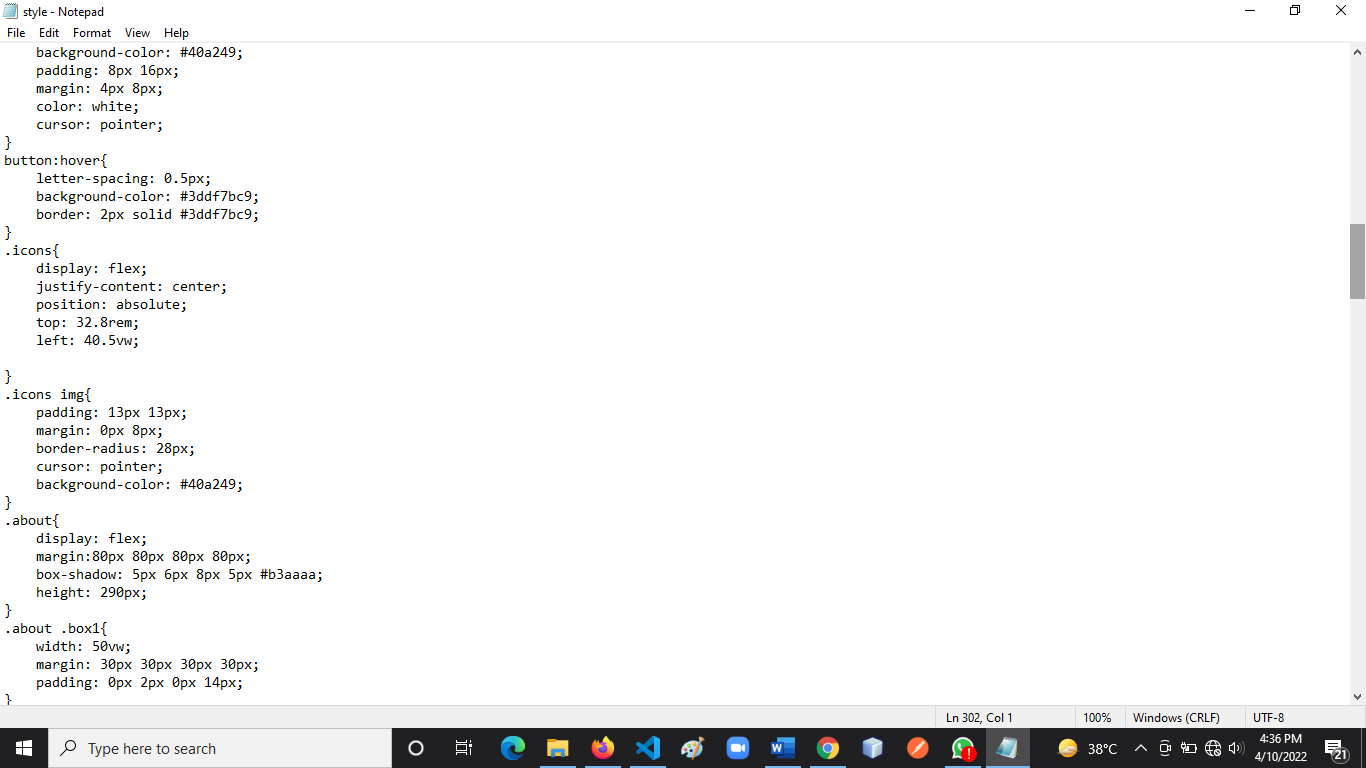 style - Notepad
File Edit Format View Help
background-color: #40a249;
padding: 8px 16px;
margin: 4px 8px;
color: white;
cursor: pointer;
}
button:hover{
letter-spacing: 0.5px;
background-color: #3ddf7bc9;
border: 2px solid #3ddf7bc9;
}
.icons{
display: flex;
justify-content: center;
position: absolute;
top: 32.8rem;
left: 40.5vw;
}
.icons img{
padding: 13px 13px;
margin: 0px 8px;
border-radius: 28px;
cursor: pointer;
background-color: #40a249;
}
.about{
display: flex;
margin:80px 80px 80px 80px;
box-shadow: 5px 6px 8px 5px #b3aaaa;
height: 290px;
}
.about .box1{
width: 50vw;
margin: 30px 30px 30px 30px;
padding: 0px 2px 0px 14px;
}
Ln 302, Col 1 100% Windows (CRLF) UTF-8
Type here to search 38°C 4:36 PM
4/10/2022 21